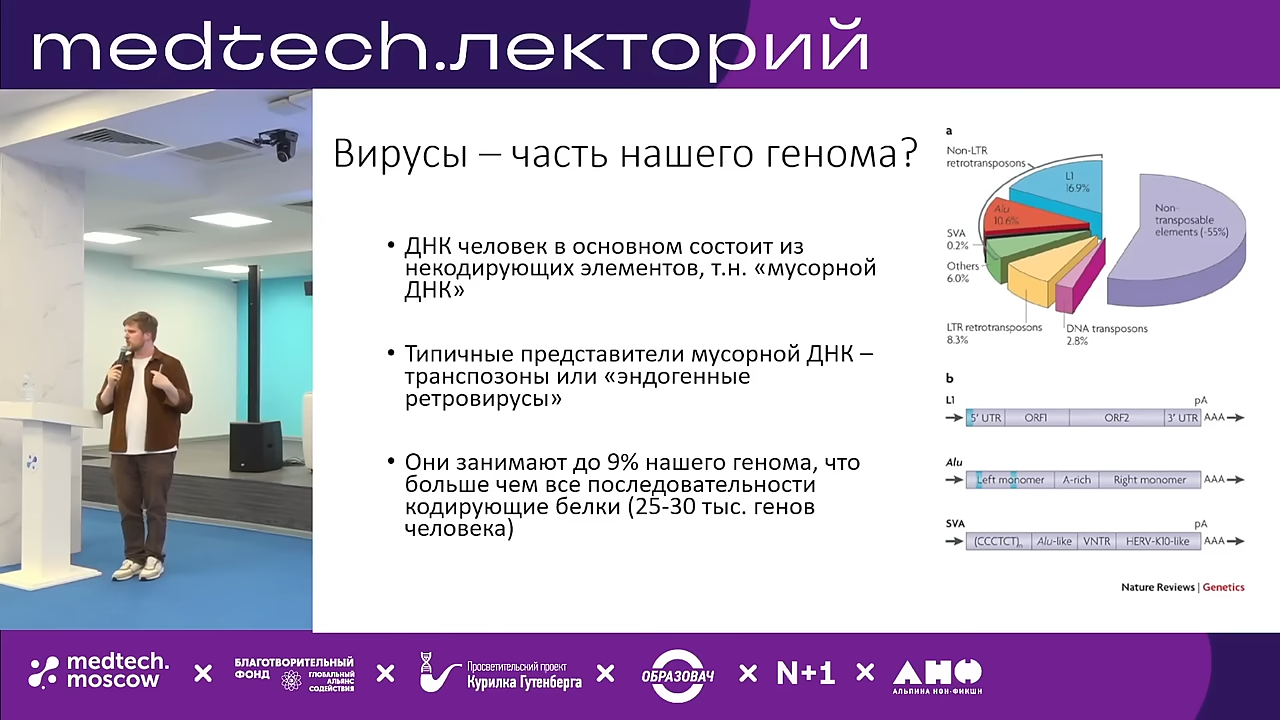 medtech.лекторий
Вирусы – часть нашего генома?
• ДНК человек в основном состоит из
некодирующих элементов, т.н. «мусорной
ДНК»
• Типичные представители мусорной ДНК –
транспозоны или «эндогенные
ретровирусы»
• Они занимают до 9% нашего генома, что
больше чем все последовательности
кодирующие белки (25-30 тыс. генов
человека)
a
Non-LTR
retrotransposons
L1
16.9%
Alu
10.6%
SVA
0.2%
Others
6.0%
LTR retrotransposons
8.3%
DNA transposons
2.8%
Non-
transposable
elements (~55%)
b
L1
pA
5' UTR ORF1 ORF2 3' UTR AAA
Alu
Left monomer A-rich Right monomer AAA
SVA
pA
(CCCTCT)n Alu-like VNTR HERV-K10-like AAA
Nature Reviews | Genetics
medtech.
moscow
×
БЛАГОТВОРИТЕЛЬНЫЙ
ФОНД
ГЛОБАЛЬНЫЙ
АЛЬЯНС
СОДЕЙСТВИЯ
×
Просветительский проект
Курилка Гутенберга
×
ОБРАЗОВАЧ
×
N+1
×
АНФ
АЛЬПИНА НОН-ФИКШН